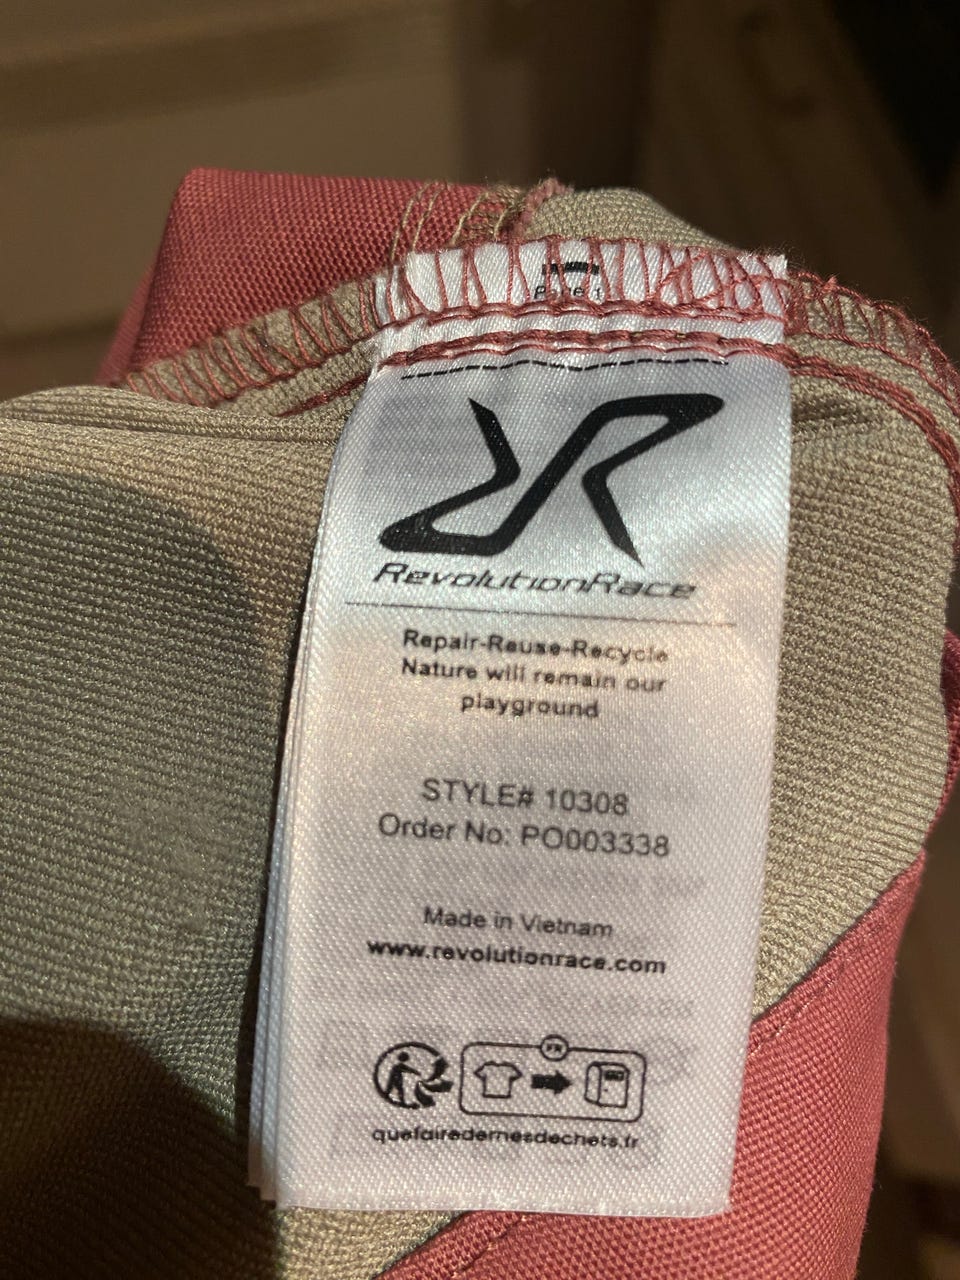 RevolutionRace
Repair-Reuse-Recycle
Nature will remain our
playground
STYLE# 10308
Order No: PO003338
Made in Vietnam
www.revolutionrace.com
FR
quefairedemesdechets.fr